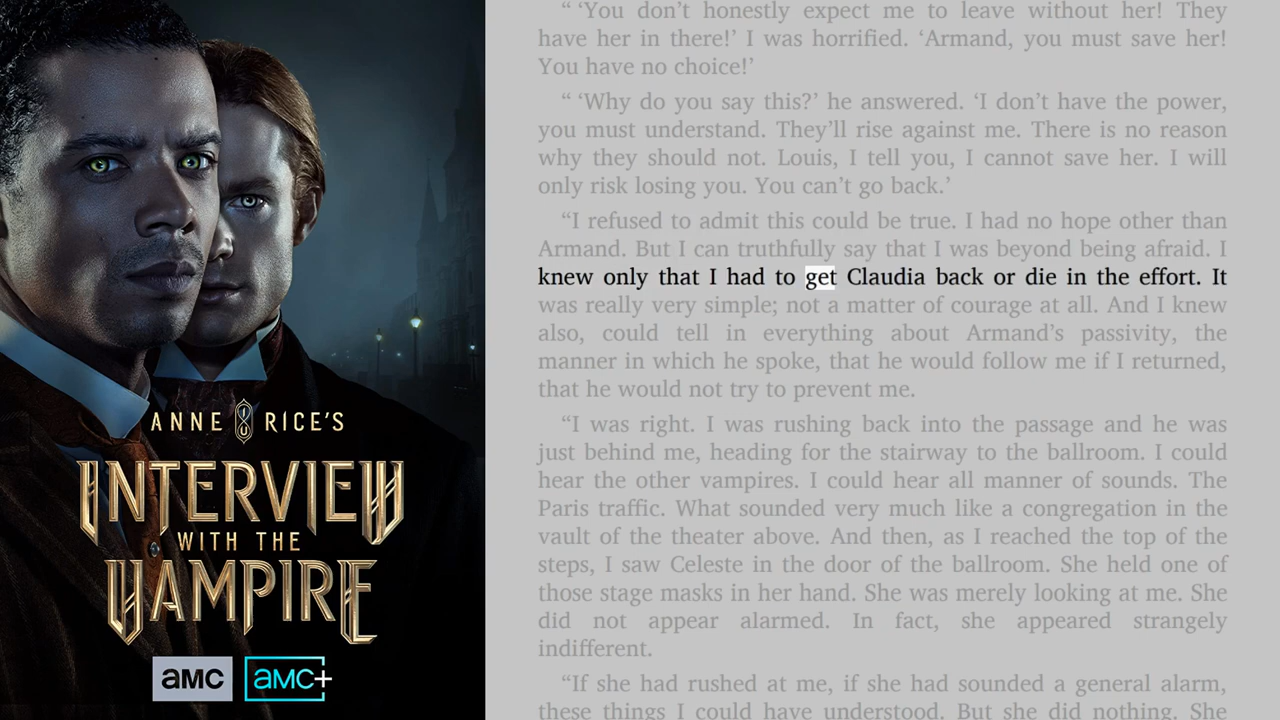 ANNE RICE'S
INTERVIEW
WITH THE
VAMPIRE
amc
amc+
“ ‘You don’t honestly expect me to leave without her! They
have her in there!’ I was horrified. ‘Armand, you must save her!
You have no choice!’
“ ‘Why do you say this?’ he answered. ‘I don’t have the power,
you must understand. They’ll rise against me. There is no reason
why they should not. Louis, I tell you, I cannot save her. I will
only risk losing you. You can’t go back.’
“I refused to admit this could be true. I had no hope other than
Armand. But I can truthfully say that I was beyond being afraid. I
knew only that I had to get Claudia back or die in the effort. It
was really very simple; not a matter of courage at all. And I knew
also, could tell in everything about Armand’s passivity, the
manner in which he spoke, that he would follow me if I returned,
that he would not try to prevent me.
“I was right. I was rushing back into the passage and he was
just behind me, heading for the stairway to the ballroom. I could
hear the other vampires. I could hear all manner of sounds. The
Paris traffic. What sounded very much like a congregation in the
vault of the theater above. And then, as I reached the top of the
steps, I saw Celeste in the door of the ballroom. She held one of
those stage masks in her hand. She was merely looking at me. She
did not appear alarmed. In fact, she appeared strangely
indifferent.
“If she had rushed at me, if she had sounded a general alarm,
these things I could have understood. But she did nothing. She